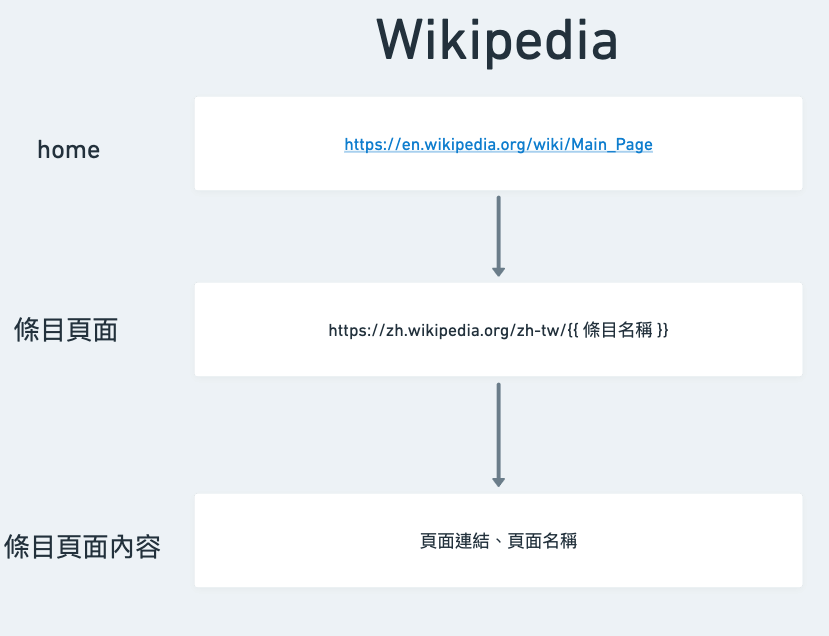 Wikipedia
home
https://en.wikipedia.org/wiki/Main_Page
條目頁面
https://zh.wikipedia.org/zh-tw/{{ 條目名稱 }}
條目頁面內容
頁面連結、頁面名稱